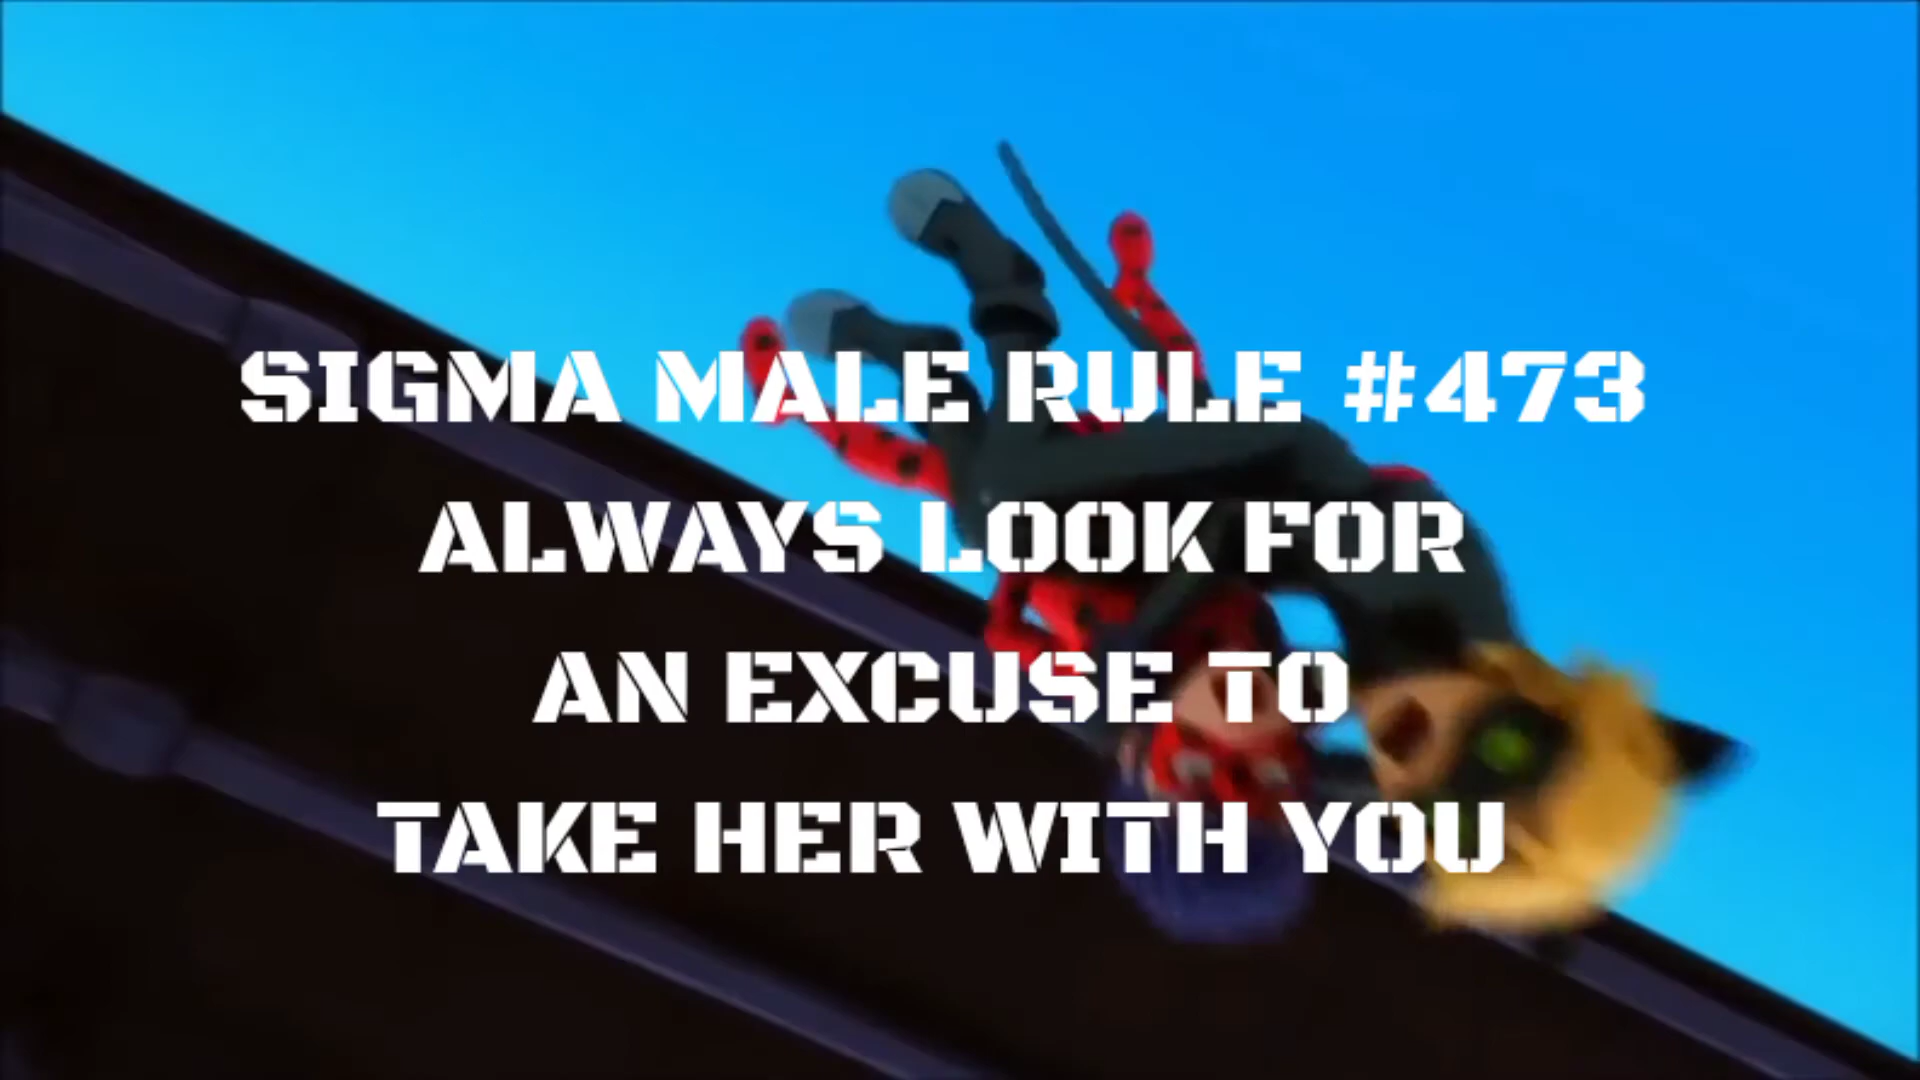 SIGMA MALE RULE #473
ALWAYS LOOK FOR
AN EXCUSE TO
TAKE HER WITH YOU